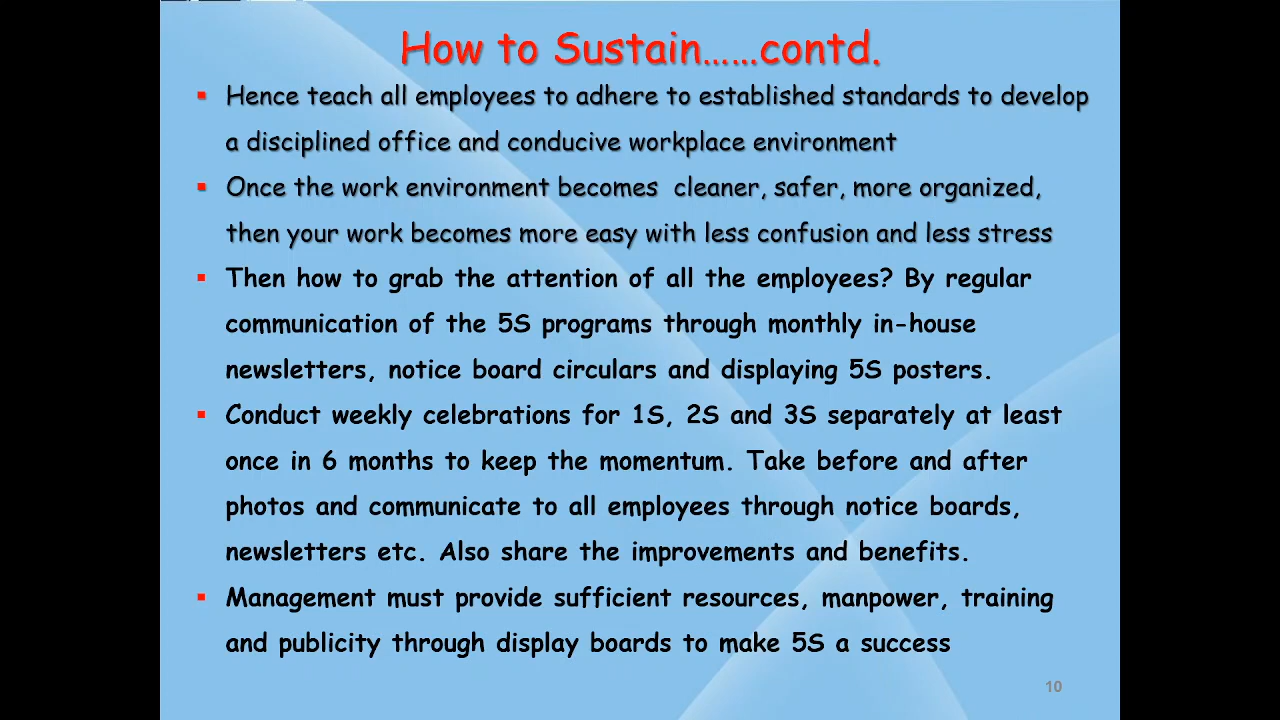 How to Sustain......contd.
▪ Hence teach all employees to adhere to established standards to develop
a disciplined office and conducive workplace environment
▪ Once the work environment becomes cleaner, safer, more organized,
then your work becomes more easy with less confusion and less stress
▪ Then how to grab the attention of all the employees? By regular
communication of the 5S programs through monthly in-house
newsletters, notice board circulars and displaying 5S posters.
▪ Conduct weekly celebrations for 1S, 2S and 3S separately at least
once in 6 months to keep the momentum. Take before and after
photos and communicate to all employees through notice boards,
newsletters etc. Also share the improvements and benefits.
▪ Management must provide sufficient resources, manpower, training
and publicity through display boards to make 5S a success
10